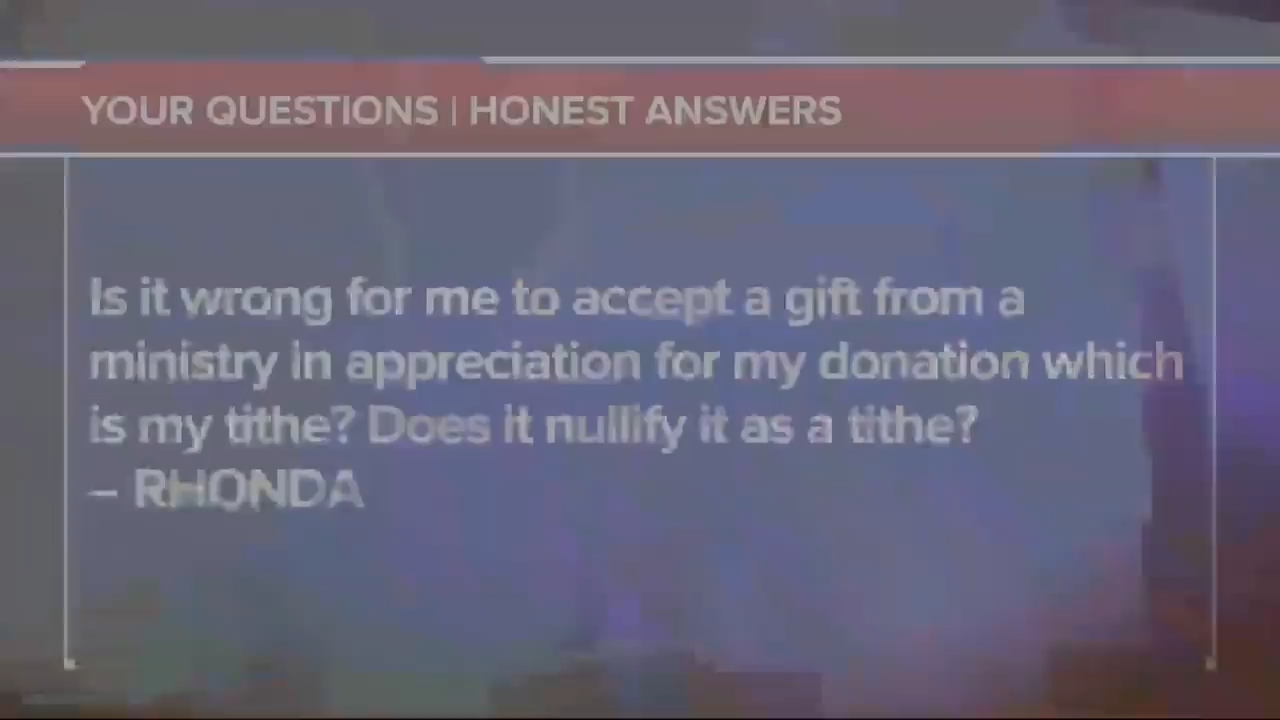 YOUR QUESTIONS | HONEST ANSWERS
Is it wrong for me to accept a gift from a
ministry in appreciation for my donation which
is my tithe? Does it nullify it as a tithe?
– RHONDA